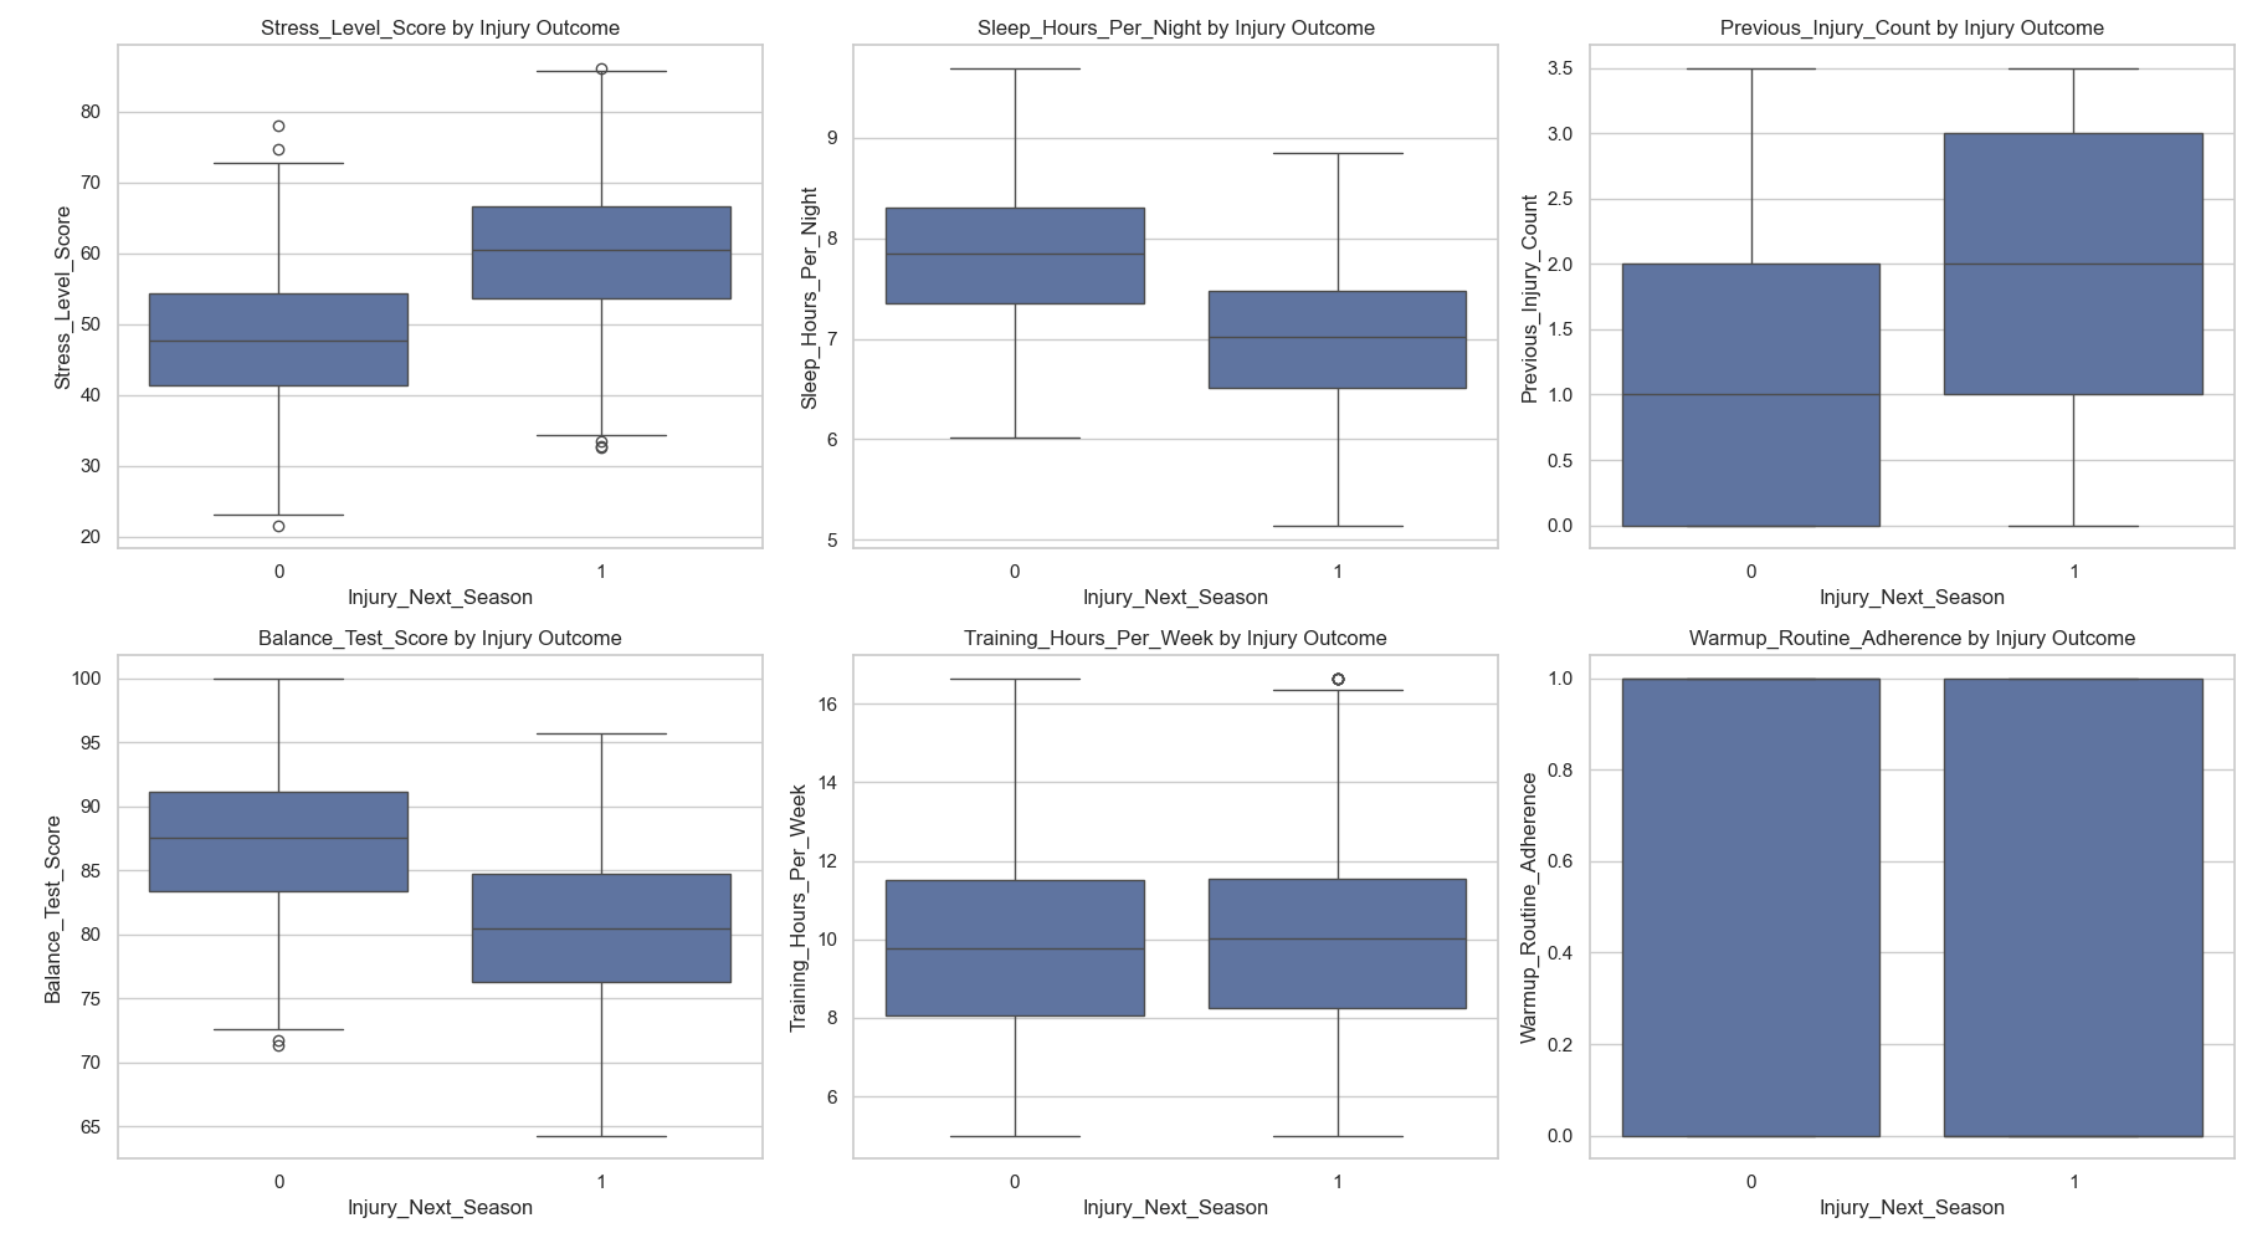 Stress_Level_Score by Injury Outcome
Stress_Level_Score
80
70
60
50
40
30
20
0
1
Injury_Next_Season
Sleep_Hours_Per_Night by Injury Outcome
Sleep_Hours_Per_Night
9
8
7
6
5
0
1
Injury_Next_Season
Previous_Injury_Count by Injury Outcome
Previous_Injury_Count
3.5
3.0
2.5
2.0
1.5
1.0
0.5
0.0
0
1
Injury_Next_Season
Balance_Test_Score by Injury Outcome
Balance_Test_Score
100
95
90
85
80
75
70
65
0
1
Injury_Next_Season
Training_Hours_Per_Week by Injury Outcome
Training_Hours_Per_Week
16
14
12
10
8
6
0
1
Injury_Next_Season
Warmup_Routine_Adherence by Injury Outcome
Warmup_Routine_Adherence
1.0
0.8
0.6
0.4
0.2
0.0
0
1
Injury_Next_Season